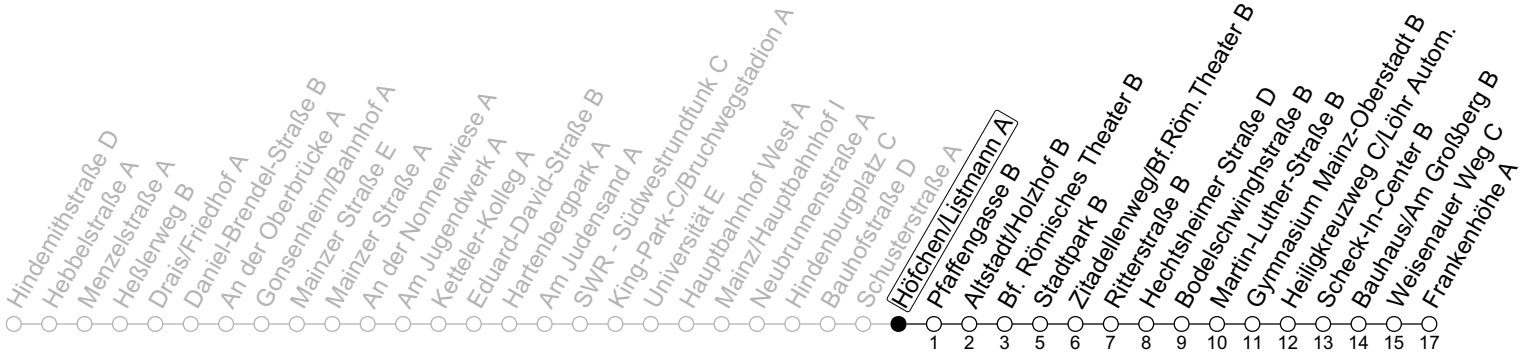 Hindemithstraße D
Hebbelstraße A
Menzelstraße A
Heßlerweg B
Drais/Friedhof A
Daniel-Brendel-Straße B
An der Oberbrücke A
Gonsenheim/Bahnhof A
Mainzer Straße E
Mainzer Straße A
An der Nonnenwiese A
Am Jugendwerk A
Ketteler-Kolleg A
Eduard-David-Straße B
Hartenbergpark A
Am Judensand A
SWR - Südwestrundfunk C
King-Park-C/Bruchwegstadion A
Universität E
Hauptbahnhof West A
Mainz/Hauptbahnhof I
Neubrunnenstraße A
Hindenburgplatz C
Bauhofstraße D
Schusterstraße A
Höfchen/Listmann A
Pfaffengasse B
Altstadt/Holzhof B
Bf. Römisches Theater B
Stadtpark B
Zitadellenweg/Bf.Röm.Theater B
Ritterstraße B
Hechtsheimer Straße D
Bodelschwinghstraße B
Martin-Luther-Straße B
Gymnasium Mainz-Oberstadt B
Heiligkreuzweg C/Löhr Autom.
Scheck-In-Center B
Bauhaus/Am Großberg B
Weisenauer Weg C
Frankenhöhe A
1 2 3 5 6 7 8 9 10 11 12 13 14 15 17